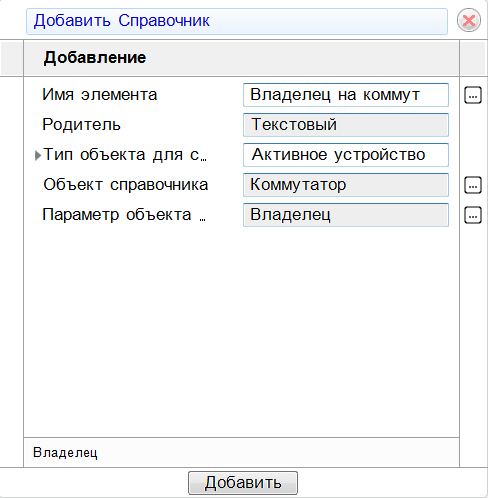 Добавить Справочник
Добавление
Имя элемента Владелец на коммут
Родитель Текстовый
Тип объекта для с... Активное устройство
Объект справочника Коммутатор
Параметр объекта ... Владелец
Владелец
Добавить